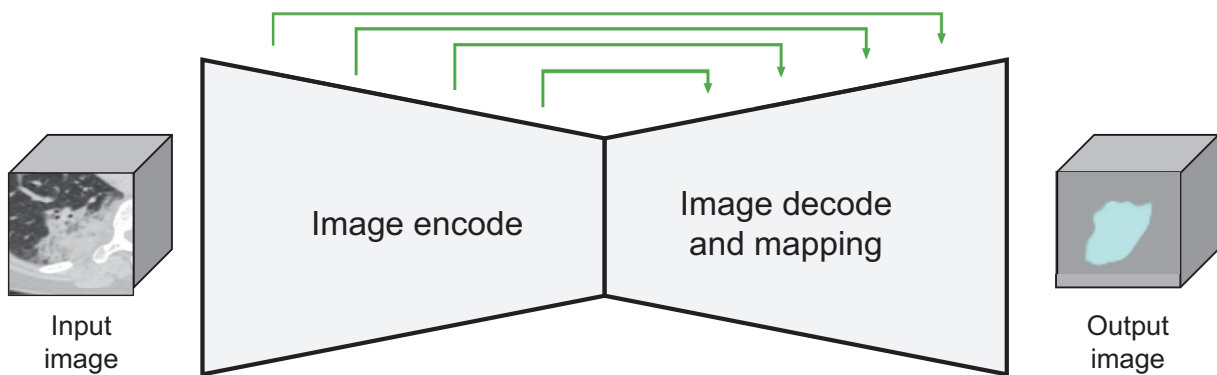 Image encode
Image decode
and mapping
Input
image
Output
image